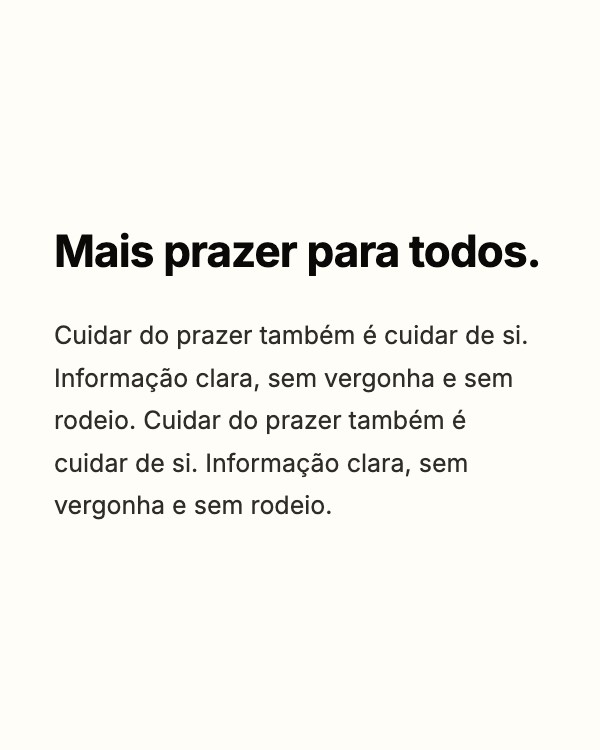 Mais prazer para todos.
Cuidar do prazer também é cuidar de si.
Informação clara, sem vergonha e sem
rodeio. Cuidar do prazer também é
cuidar de si. Informação clara, sem
vergonha e sem rodeio.